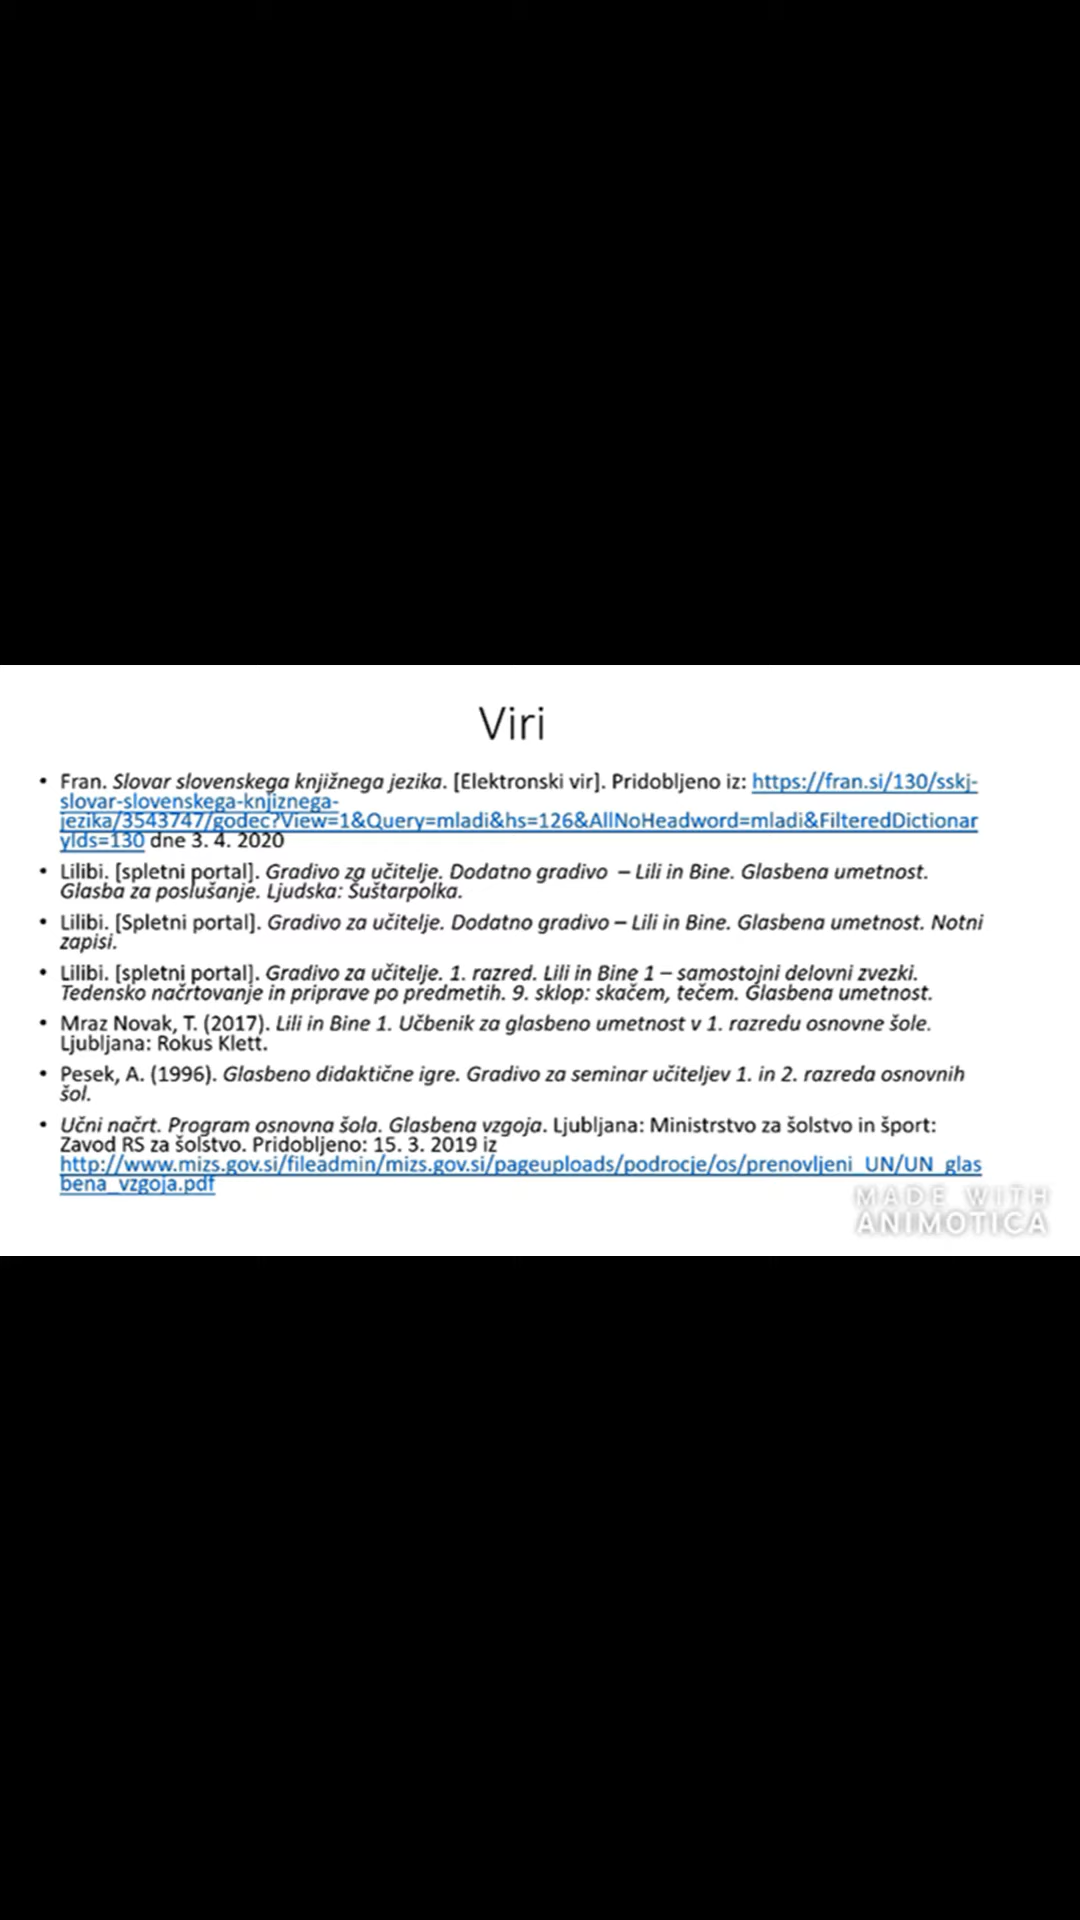 Viri
• Fran. Slovar slovenskega knjižnega jezika. [Elektronski vir]. Pridobljeno iz: https://fran.si/130/sskj-
slovar-slovenskega-knjiznega-
jezika/3543747/godec?View=1&Query=mladi&hs=126&AllNoHeadword=mladi&FilteredDictionar
yIds=130 dne 3. 4. 2020
• Lilibi. [spletni portal]. Gradivo za učitelje. Dodatno gradivo – Lili in Bine. Glasbena umetnost.
Glasba za poslušanje. Ljudska: Šuštarpolka.
• Lilibi. [Spletni portal]. Gradivo za učitelje. Dodatno gradivo – Lili in Bine. Glasbena umetnost. Notni
zapisi.
• Lilibi. [spletni portal]. Gradivo za učitelje. 1. razred. Lili in Bine 1 – samostojni delovni zvezki.
Tedensko načrtovanje in priprave po predmetih. 9. sklop: skačem, tečem. Glasbena umetnost.
• Mraz Novak, T. (2017). Lili in Bine 1. Učbenik za glasbeno umetnost v 1. razredu osnovne šole.
Ljubljana: Rokus Klett.
• Pesek, A. (1996). Glasbeno didaktične igre. Gradivo za seminar učiteljev 1. in 2. razreda osnovnih
šol.
• Učni načrt. Program osnovna šola. Glasbena vzgoja. Ljubljana: Ministrstvo za šolstvo in šport:
Zavod RS za šolstvo. Pridobljeno: 15. 3. 2019 iz
http://www.mizs.gov.si/fileadmin/mizs.gov.si/pageuploads/podrocje/os/prenovljeni_UN/UN_glas
bena_vzgoja.pdf
MADE WITH
ANIMOTICA